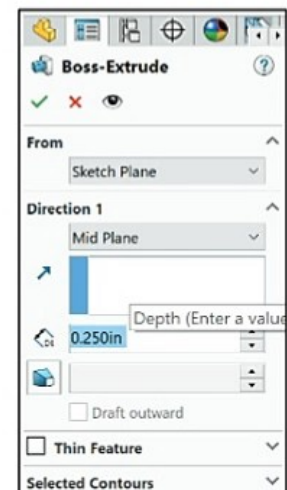 Boss-Extrude
?
From
Sketch Plane
Direction 1
Mid Plane
Depth (Enter a value
0.250in
Draft outward
Thin Feature
Selected Contours